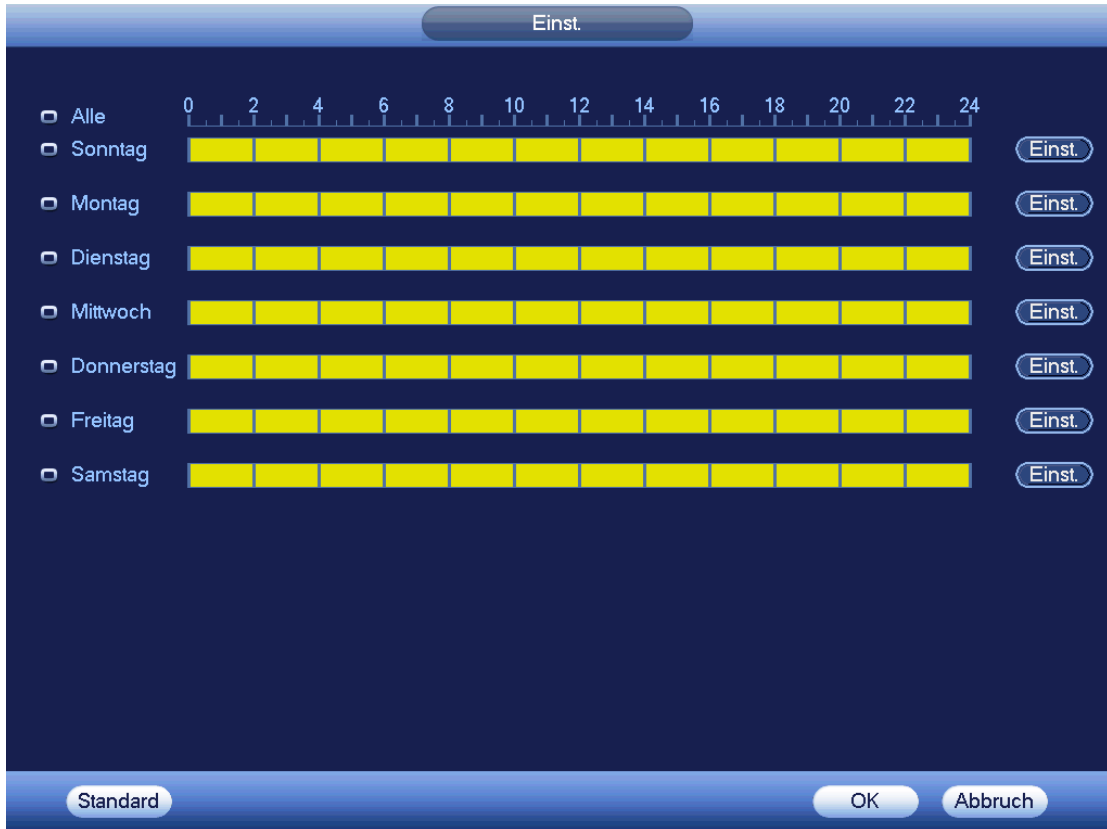 Einst.
Alle 0 2 4 6 8 10 12 14 16 18 20 22 24
Sonntag Einst.
Montag Einst.
Dienstag Einst.
Mittwoch Einst.
Donnerstag Einst.
Freitag Einst.
Samstag Einst.
Standard OK Abbruch